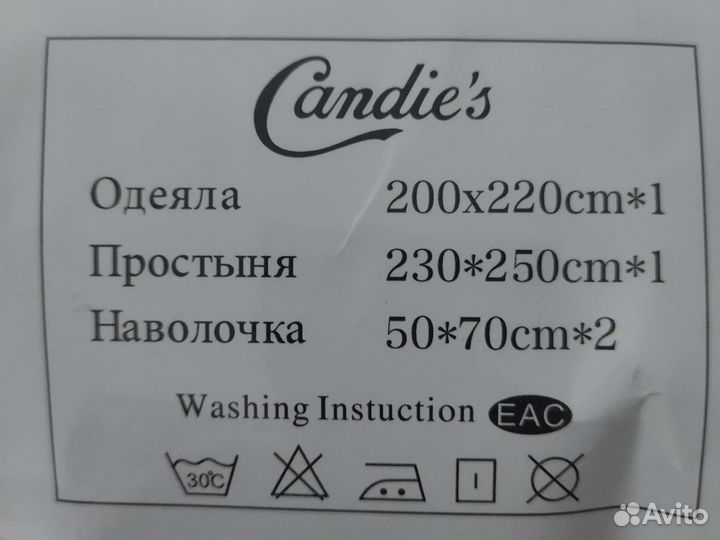 Candie's
Одеяла 200x220cm*1
Простыня 230*250cm*1
Наволочка 50*70cm*2
Washing Instuction EAC
30°C
Avito